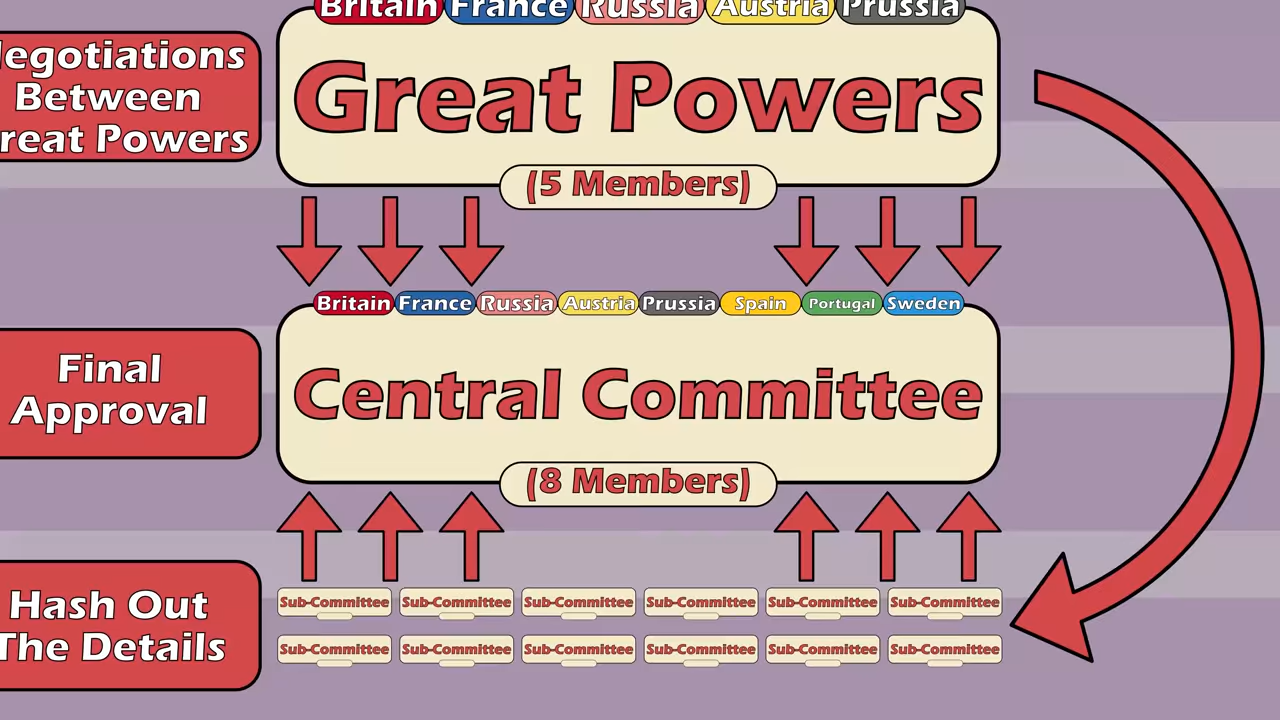 Britain France Russia Austria Prussia
Negotiations
Between
Great Powers
Great Powers
(5 Members)
Britain France Russia Austria Prussia Spain Portugal Sweden
Final
Approval
Central Committee
(8 Members)
Hash Out
The Details
Sub-Committee Sub-Committee Sub-Committee Sub-Committee Sub-Committee Sub-Committee
Sub-Committee Sub-Committee Sub-Committee Sub-Committee Sub-Committee Sub-Committee